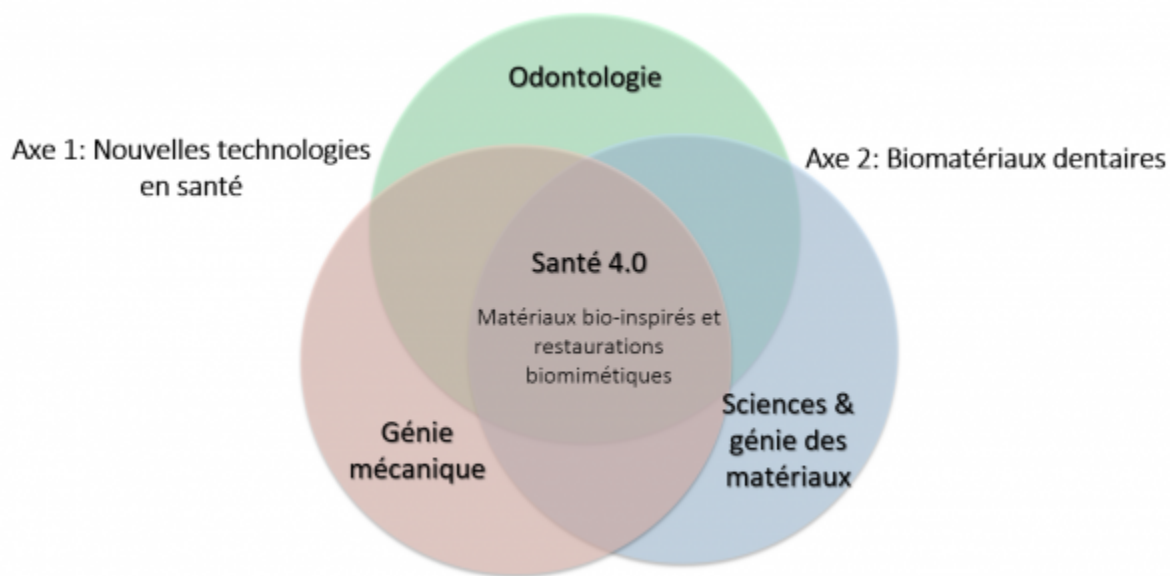 Odontologie
Axe 1: Nouvelles technologies
en santé
Axe 2: Biomatériaux dentaires
Santé 4.0
Matériaux bio-inspirés et
restaurations
biomimétiques
Génie
mécanique
Sciences &
génie des
matériaux